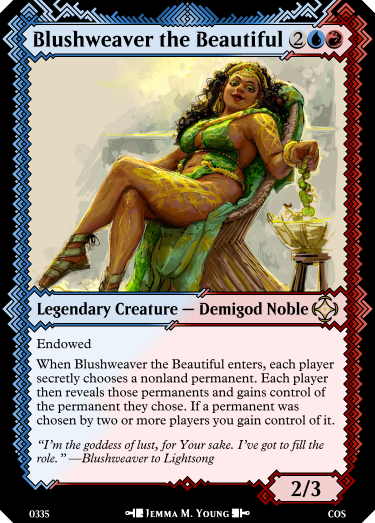 Blushweaver the Beautiful 2
Legendary Creature — Demigod Noble
Endowed
When Blushweaver the Beautiful enters, each player
secretly chooses a nonland permanent. Each player
then reveals those permanents and gains control of
the permanent they chose. If a permanent was
chosen by two or more players you gain control of it.
“I’m the goddess of lust, for Your sake. I’ve got to fill the
role.” —Blushweaver to Lightsong
2/3
0335 Jemma M. Young COS